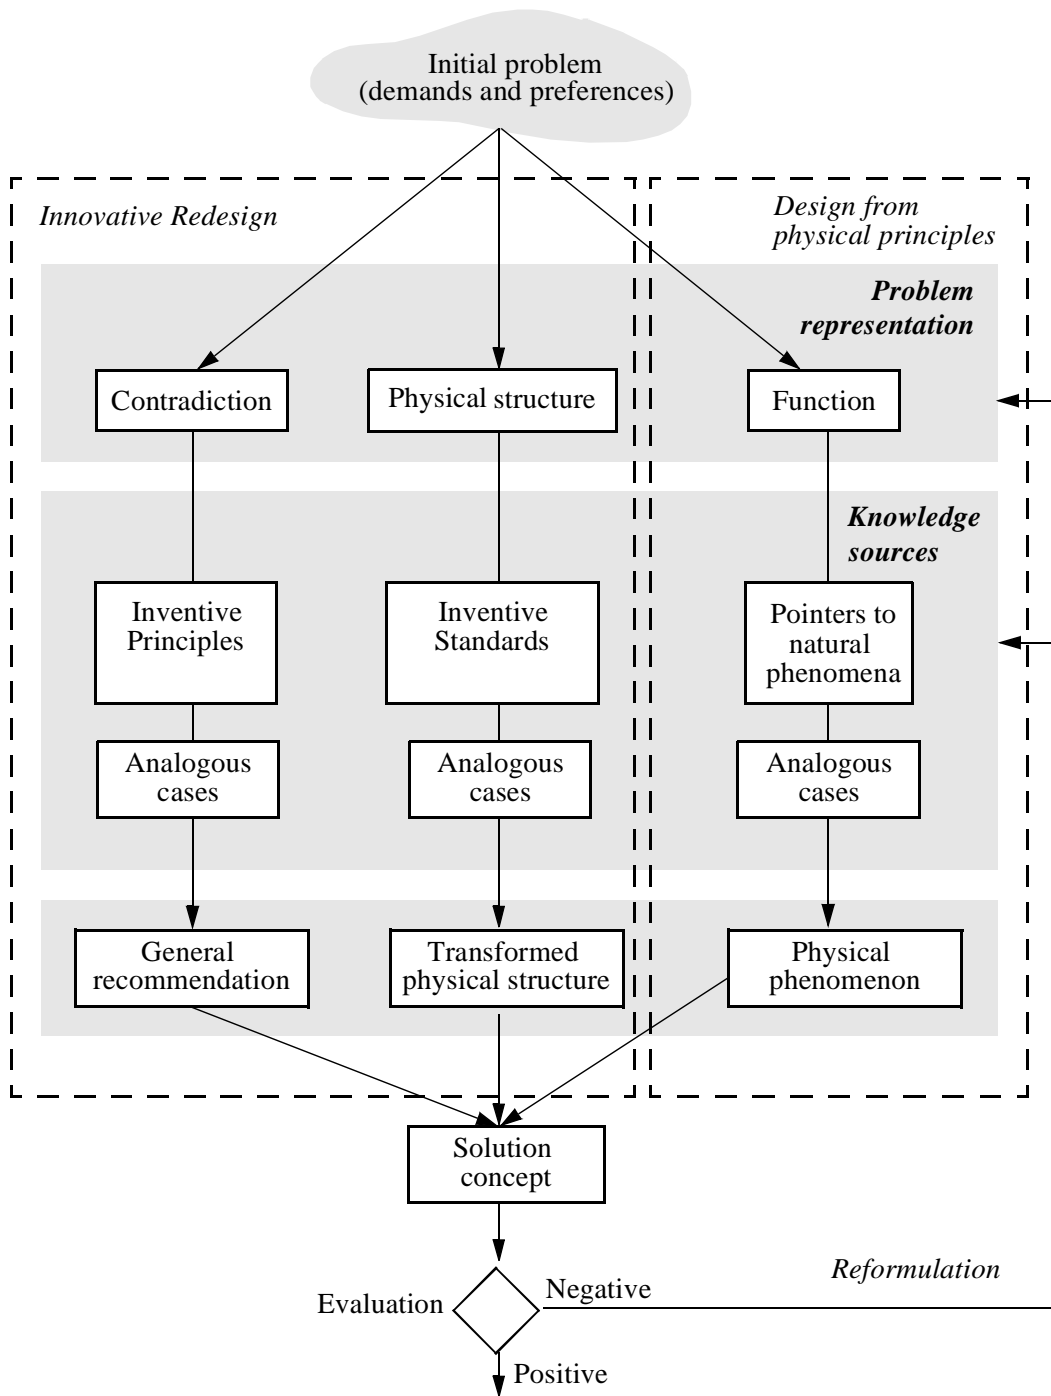 Initial problem
(demands and preferences)
Innovative Redesign
Design from
physical principles
Problem
representation
Contradiction
Physical structure
Function
Knowledge
sources
Inventive
Principles
Inventive
Standards
Pointers to
natural
phenomena
Analogous
cases
Analogous
cases
Analogous
cases
General
recommendation
Transformed
physical structure
Physical
phenomenon
Solution
concept
Reformulation
Evaluation
Negative
Positive